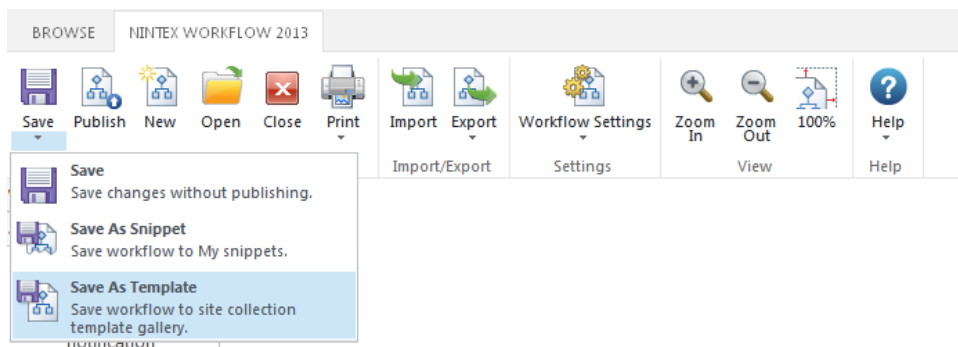 BROWSE NINTEX WORKFLOW 2013
Save Publish New Open Close Print Import Export Workflow Settings Zoom In Zoom Out 100% Help
Import/Export Settings View Help
Save
Save changes without publishing.
Save As Snippet
Save workflow to My snippets.
Save As Template
Save workflow to site collection
template gallery.
notification